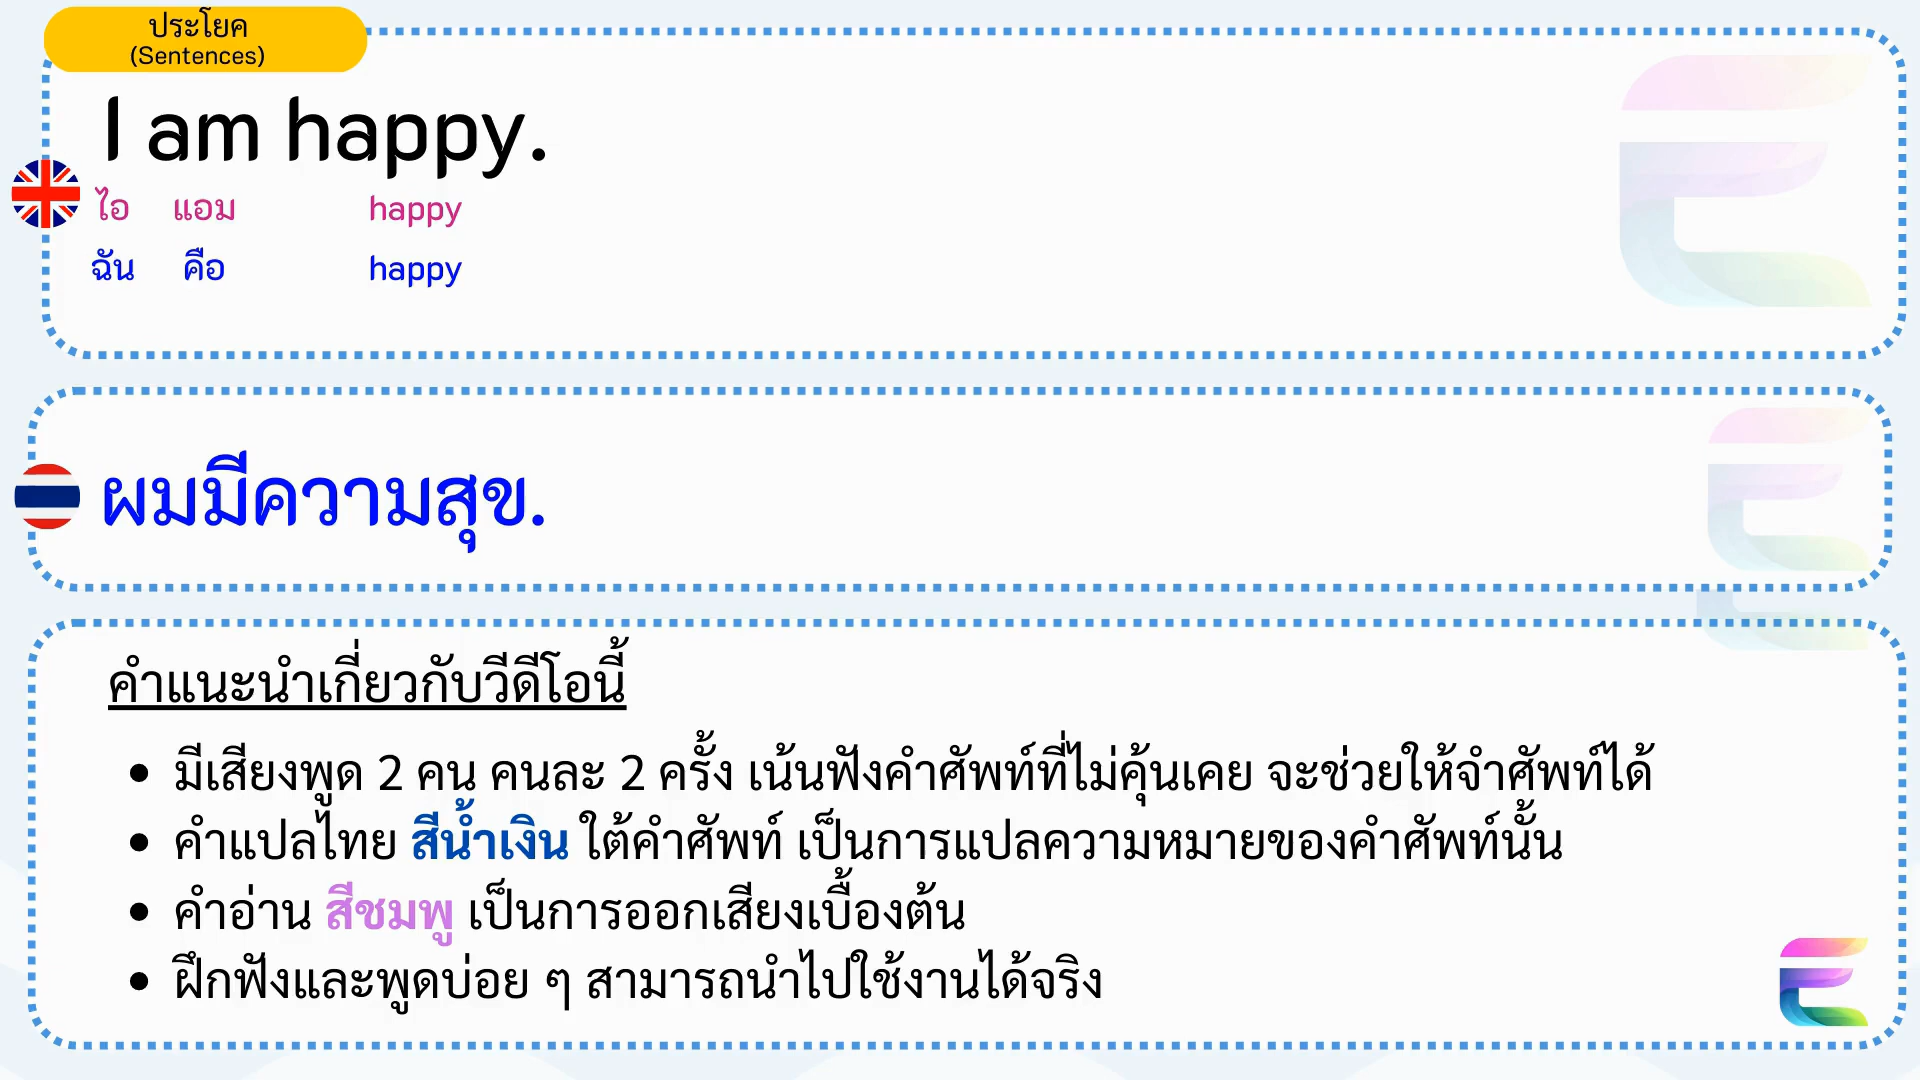 ประโยค
(Sentences)
I am happy.
ไอ แอม happy
ฉัน คือ happy
ผมมีความสุข.
คำแนะนำเกี่ยวกับวีดีโอนี้
• มีเสียงพูด 2 คน คนละ 2 ครั้ง เน้นฟังคำศัพท์ที่ไม่คุ้นเคย จะช่วยให้จำศัพท์ได้
• คำแปลไทย สีน้ำเงิน ใต้คำศัพท์ เป็นการแปลความหมายของคำศัพท์นั้น
• คำอ่าน สีชมพู เป็นการออกเสียงเบื้องต้น
• ฝึกฟังและพูดบ่อย ๆ สามารถนำไปใช้งานได้จริง